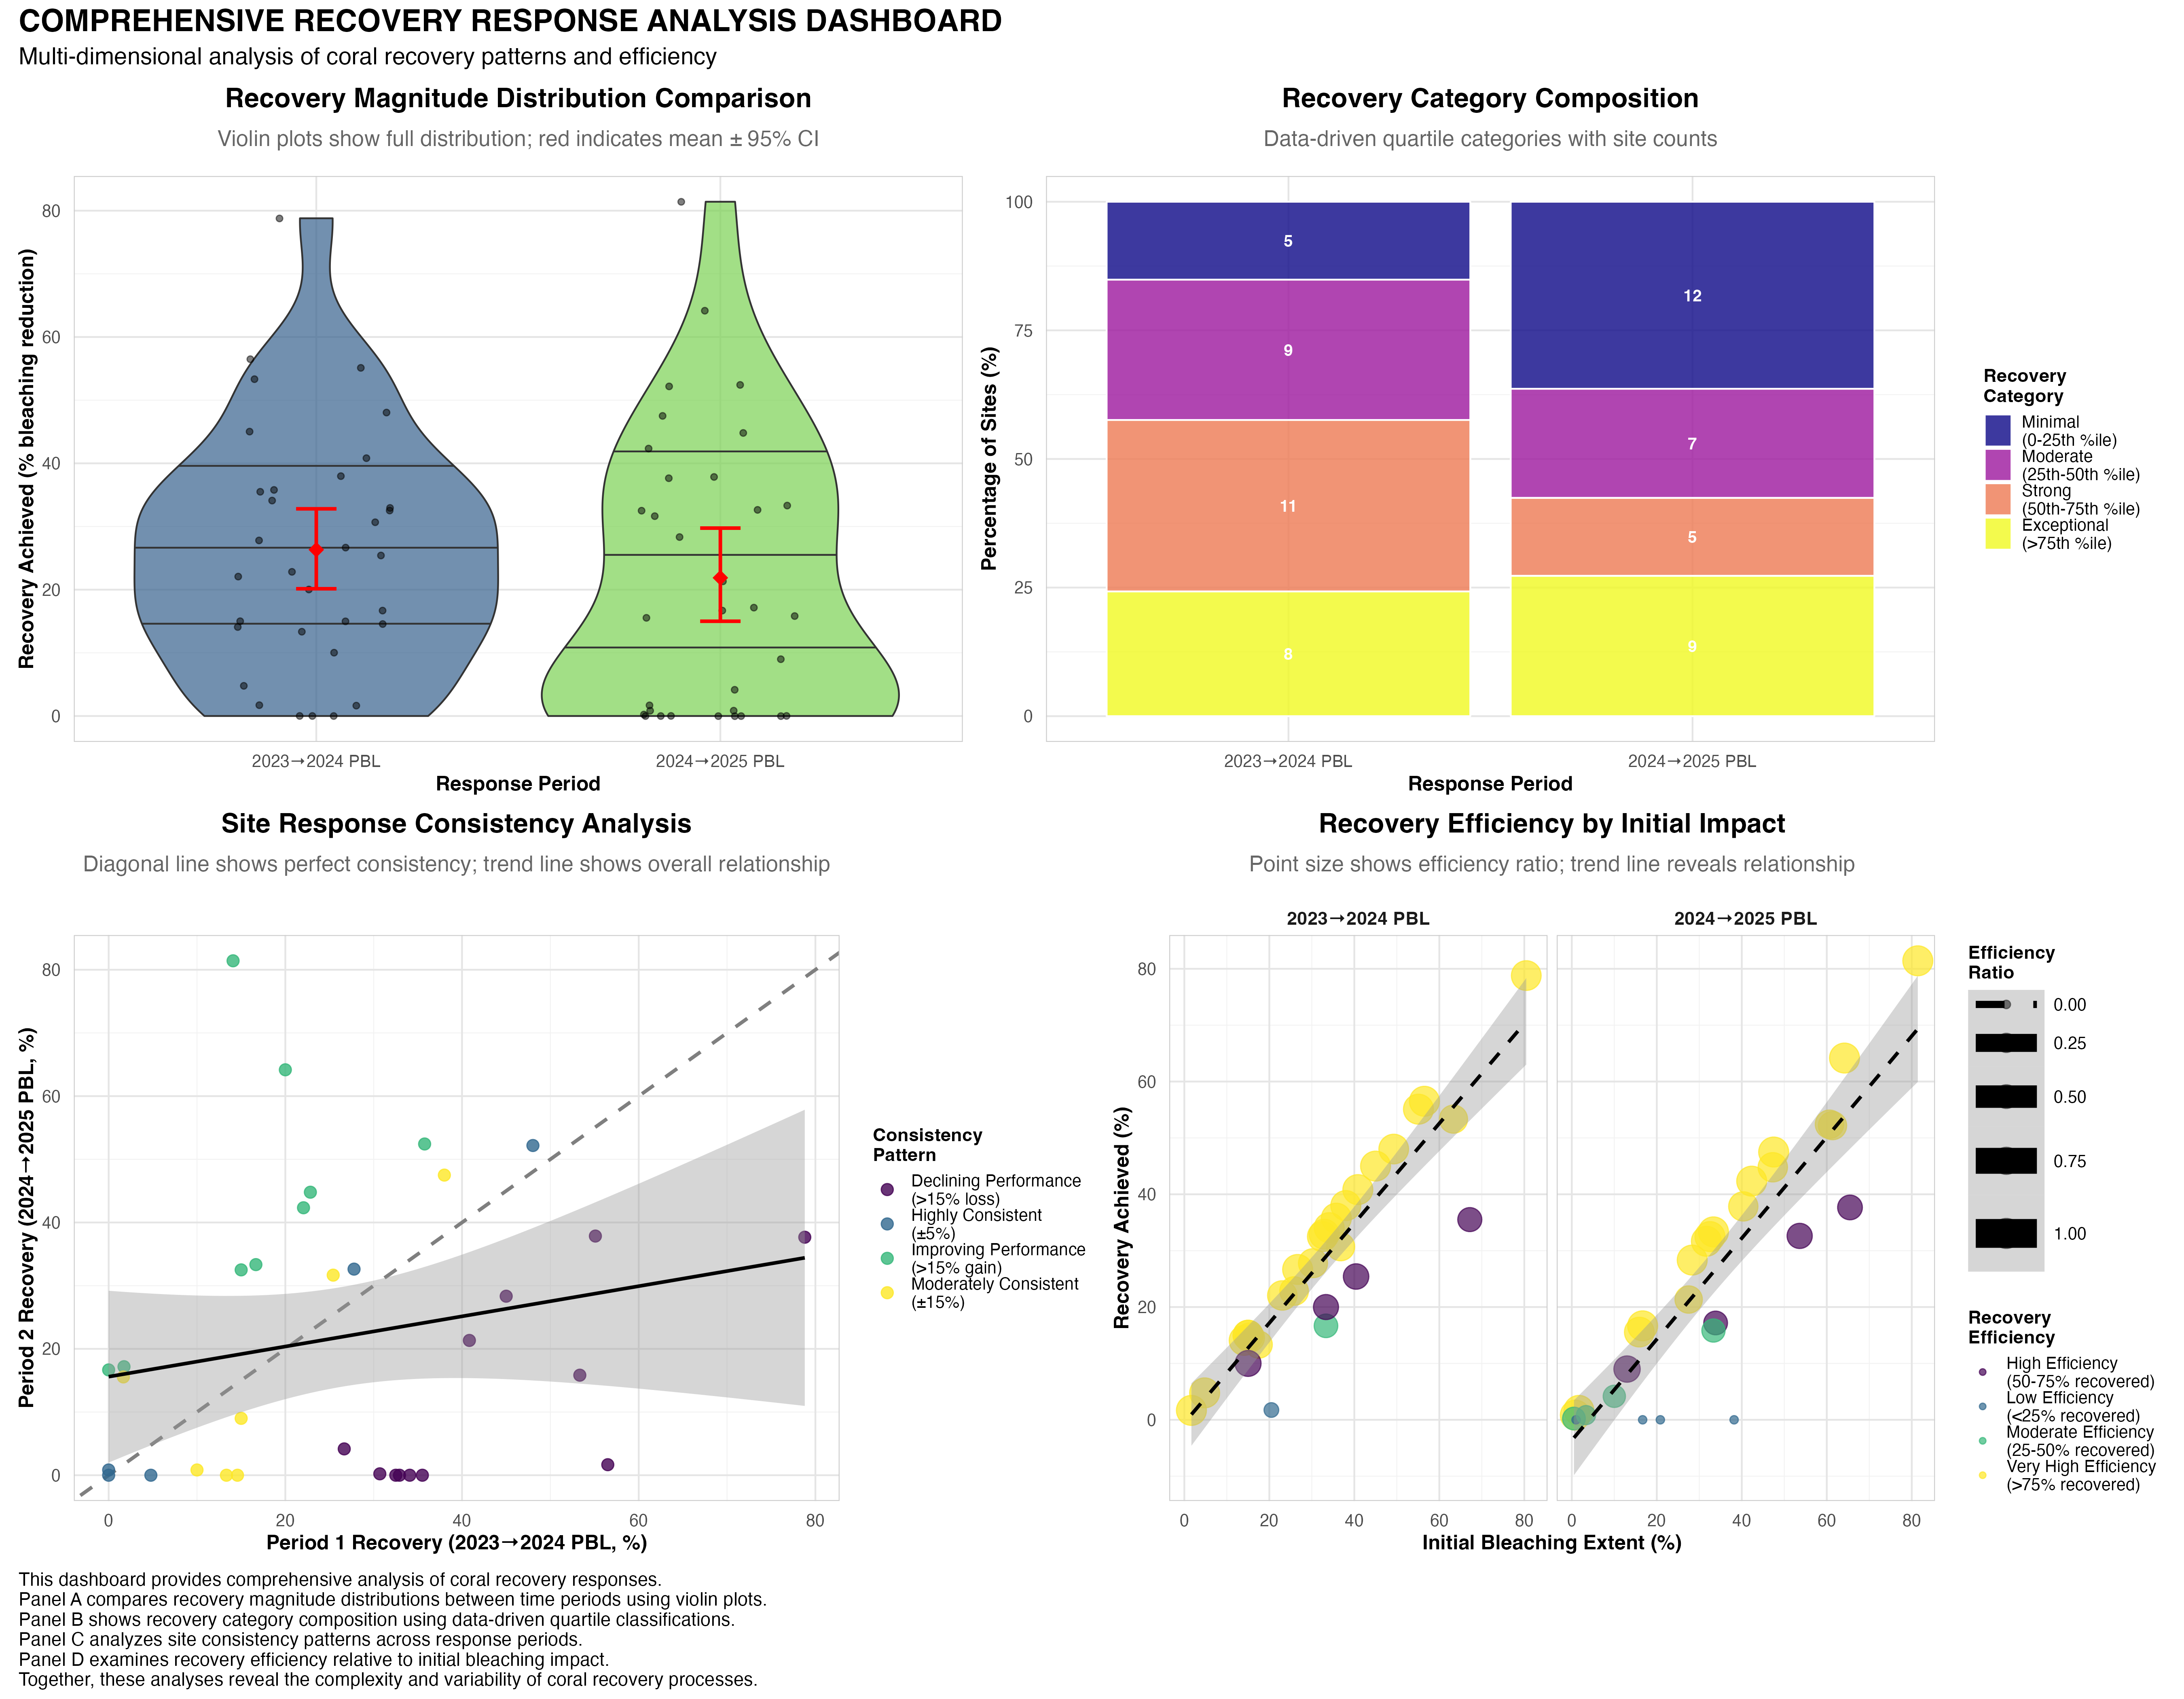 COMPREHENSIVE RECOVERY RESPONSE ANALYSIS DASHBOARD
Multi-dimensional analysis of coral recovery patterns and efficiency
Recovery Magnitude Distribution Comparison
Violin plots show full distribution; red indicates mean ± 95% CI
Recovery Achieved (% bleaching reduction)
80
60
40
20
0
2023→2024 PBL
2024→2025 PBL
Response Period
Recovery Category Composition
Data-driven quartile categories with site counts
Percentage of Sites (%)
100
75
50
25
0
5
9
11
8
12
7
5
9
2023→2024 PBL
2024→2025 PBL
Response Period
Recovery
Category
Minimal
(0-25th %ile)
Moderate
(25th-50th %ile)
Strong
(50th-75th %ile)
Exceptional
(>75th %ile)
Site Response Consistency Analysis
Diagonal line shows perfect consistency; trend line shows overall relationship
Period 2 Recovery (2024→2025 PBL, %)
80
60
40
20
0
0
20
40
60
80
Period 1 Recovery (2023→2024 PBL, %)
Consistency
Pattern
Declining Performance
(>15% loss)
Highly Consistent
(±5%)
Improving Performance
(>15% gain)
Moderately Consistent
(±15%)
Recovery Efficiency by Initial Impact
Point size shows efficiency ratio; trend line reveals relationship
2023→2024 PBL
2024→2025 PBL
Recovery Achieved (%)
80
60
40
20
0
0
20
40
60
80
0
20
40
60
80
Initial Bleaching Extent (%)
Efficiency
Ratio
0.00
0.25
0.50
0.75
1.00
Recovery
Efficiency
High Efficiency
(50-75% recovered)
Low Efficiency
(<25% recovered)
Moderate Efficiency
(25-50% recovered)
Very High Efficiency
(>75% recovered)
This dashboard provides comprehensive analysis of coral recovery responses.
Panel A compares recovery magnitude distributions between time periods using violin plots.
Panel B shows recovery category composition using data-driven quartile classifications.
Panel C analyzes site consistency patterns across response periods.
Panel D examines recovery efficiency relative to initial bleaching impact.
Together, these analyses reveal the complexity and variability of coral recovery processes.